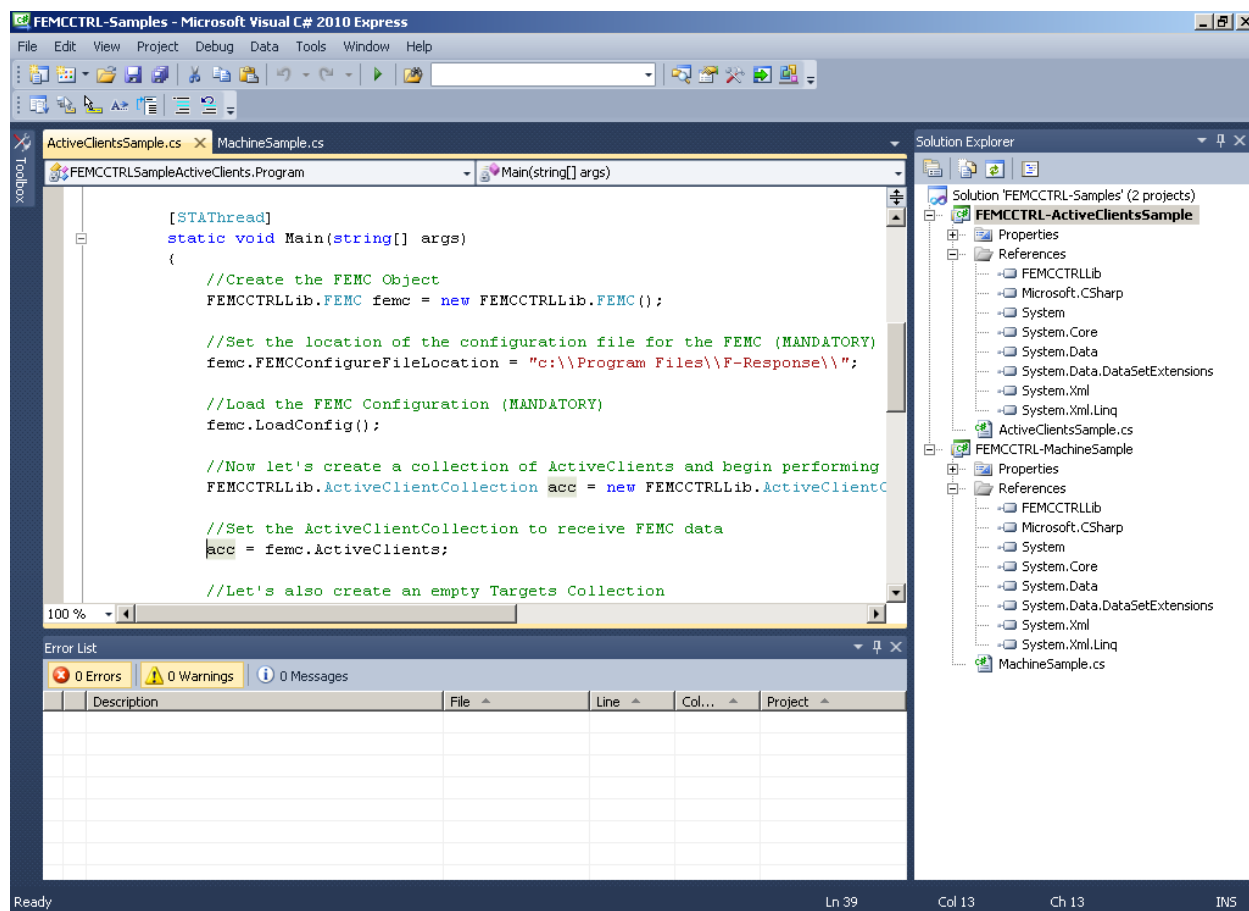 FEMCCTRL-Samples - Microsoft Visual C# 2010 Express
File Edit View Project Debug Data Tools Window Help
Toolbox
ActiveClientsSample.cs MachineSample.cs
FEMCCTRLSampleActiveClients.Program Main(string[] args)
[STAThread]
static void Main(string[] args)
{
//Create the FEMC Object
FEMCCTRLLib.FEMC femc = new FEMCCTRLLib.FEMC();
//Set the location of the configuration file for the FEMC (MANDATORY)
femc.FEMCConfigureFileLocation = "c:\\Program Files\\F-Response\\";
//Load the FEMC Configuration (MANDATORY)
femc.LoadConfig();
//Now let's create a collection of ActiveClients and begin performing
FEMCCTRLLib.ActiveClientCollection acc = new FEMCCTRLLib.ActiveClientC
//Set the ActiveClientCollection to receive FEMC data
acc = femc.ActiveClients;
//Let's also create an empty Targets Collection
100 %
Error List
0 Errors 0 Warnings 0 Messages
Description File Line Col... Project
Solution Explorer
Solution 'FEMCCTRL-Samples' (2 projects)
FEMCCTRL-ActiveClientsSample
Properties
References
FEMCCTRLLib
Microsoft.CSharp
System
System.Core
System.Data
System.Data.DataSetExtensions
System.Xml
System.Xml.Linq
ActiveClientsSample.cs
FEMCCTRL-MachineSample
Properties
References
FEMCCTRLLib
Microsoft.CSharp
System
System.Core
System.Data
System.Data.DataSetExtensions
System.Xml
System.Xml.Linq
MachineSample.cs
Ready Ln 39 Col 13 Ch 13 INS